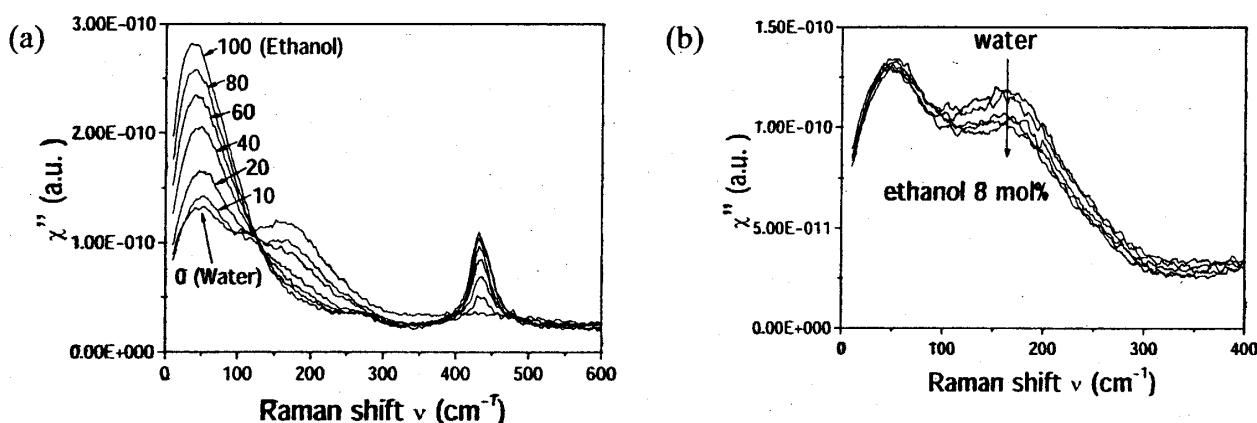 (a)
3.00E-010
2.00E-010
1.00E-010
0.00E+000
χ'' (a.u.)
100 (Ethanol)
80
60
40
20
10
0 (Water)
0 100 200 300 400 500 600
Raman shift ν (cm⁻¹)
(b)
1.50E-010
1.00E-010
5.00E-011
0.00E+000
χ'' (a.u.)
water
ethanol 8 mol%
0 100 200 300 400
Raman shift ν (cm⁻¹)